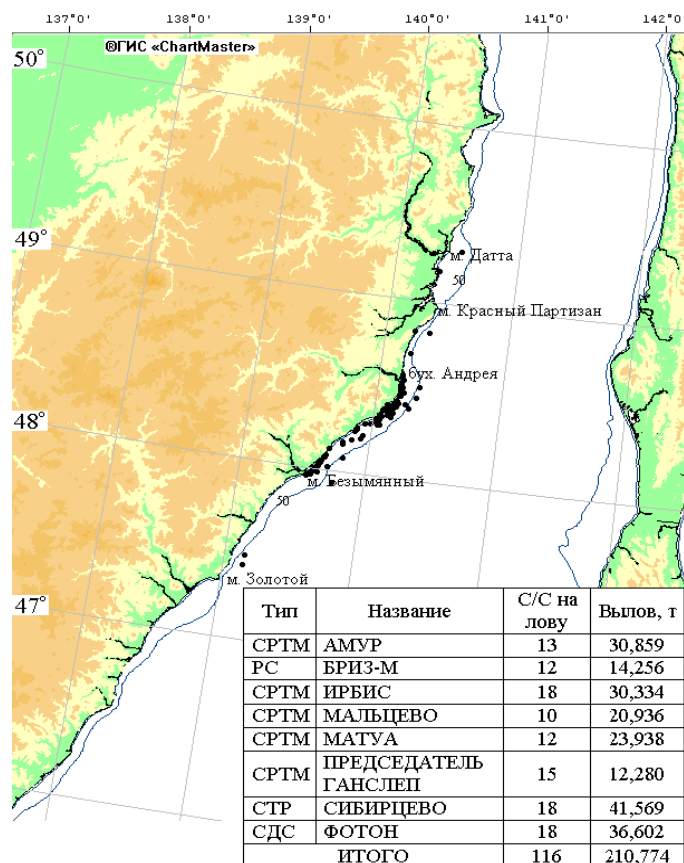 137.0° 138.0° 139.0° 140.0° 141.0° 142.0°
®ГИС «ChartMaster»
50°
49°
м. Датта
50
м. Красный Партизан
бух. Андрея
48°
м. Безымянный
50
м. Золотой
47°
Тип Название С/С на лову Вылов, т
СРТМ АМУР 13 30,859
РС БРИЗ-М 12 14,256
СРТМ ИРБИС 18 30,334
СРТМ МАЛЬЦЕВО 10 20,936
СРТМ МАТУА 12 23,938
СРТМ ПРЕДСЕДАТЕЛЬ ГАНСЛЕП 15 12,280
СТР СИБИРЦЕВО 18 41,569
СДС ФОТОН 18 36,602
ИТОГО 116 210,774